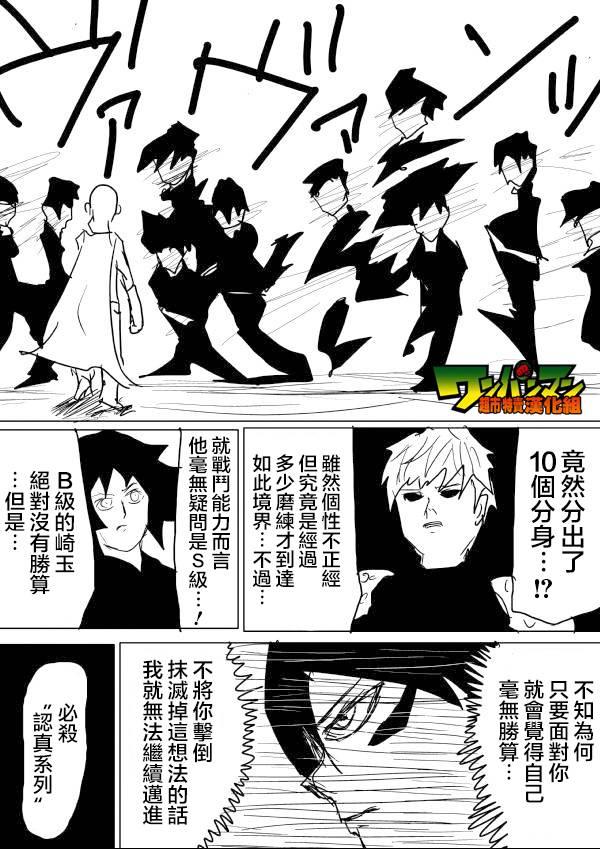 ヴァヴァンッ
ワンパンマン
超市特賣漢化組
竟然分出了
10個分身…!?
雖然個性不正經
但究竟是經過
多少磨練才到達
如此境界…不過…
就戰鬥能力而言
他毫無疑問是S級…!
B級的崎玉
絕對沒有勝算
…但是…
不知為何
只要面對你
就會覺得自己
毫無勝算…
不將你擊倒
抹滅掉這想法的話
我就無法繼續邁進
必殺
“認真系列”